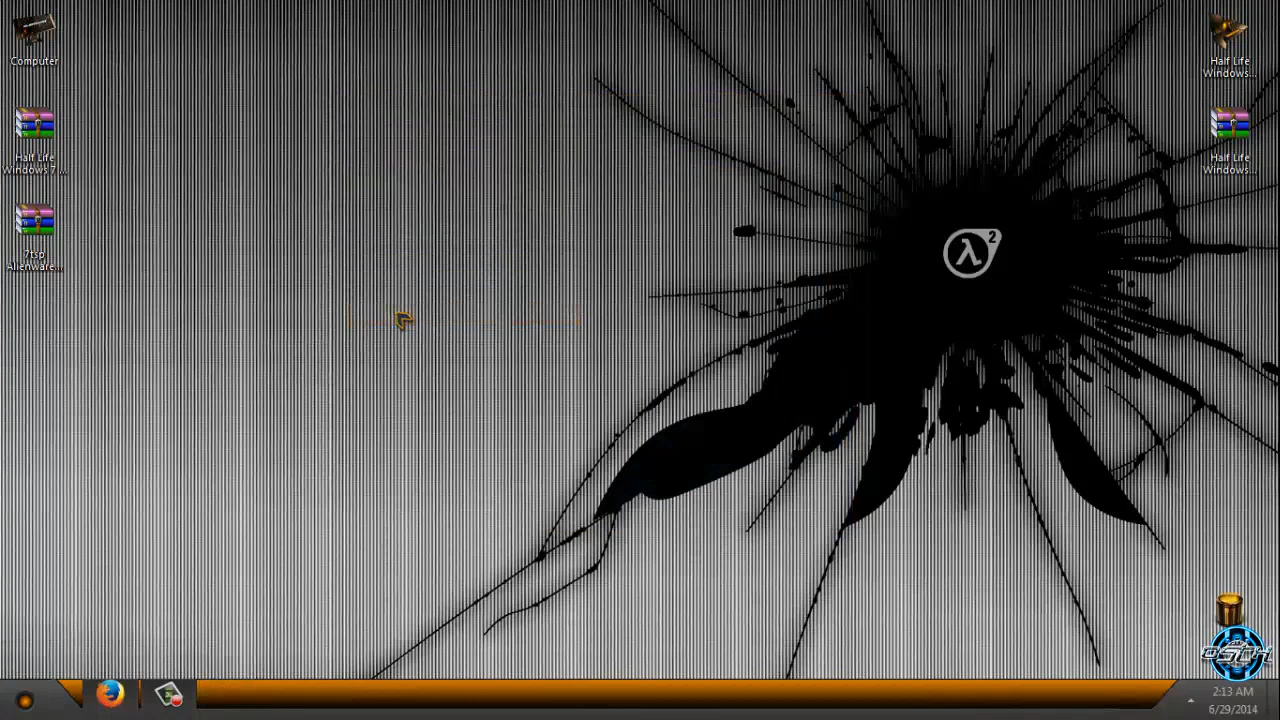 Computer
Half Life
Windows 7 ...
7tsp
Alienware...
λ2
Half Life
Windows...
Half Life
Windows...
2:13 AM
6/29/2014